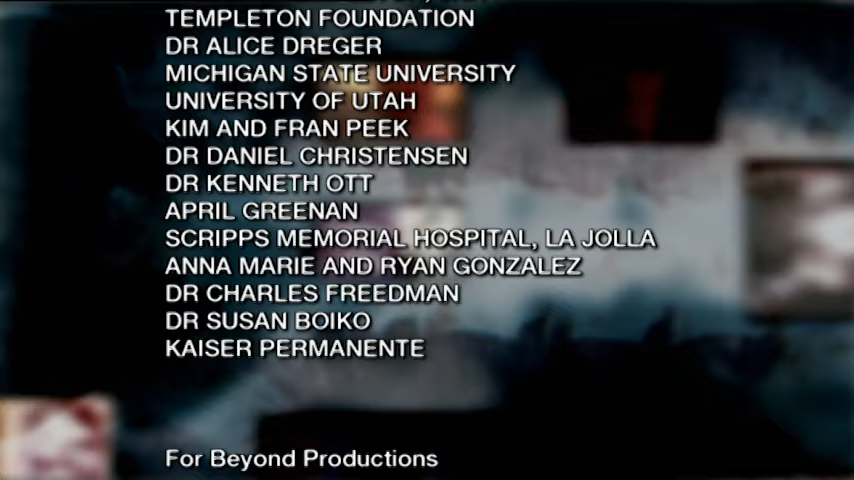 TEMPLETON FOUNDATION
DR ALICE DREGER
MICHIGAN STATE UNIVERSITY
UNIVERSITY OF UTAH
KIM AND FRAN PEEK
DR DANIEL CHRISTENSEN
DR KENNETH OTT
APRIL GREENAN
SCRIPPS MEMORIAL HOSPITAL, LA JOLLA
ANNA MARIE AND RYAN GONZALEZ
DR CHARLES FREEDMAN
DR SUSAN BOIKO
KAISER PERMANENTE
For Beyond Productions